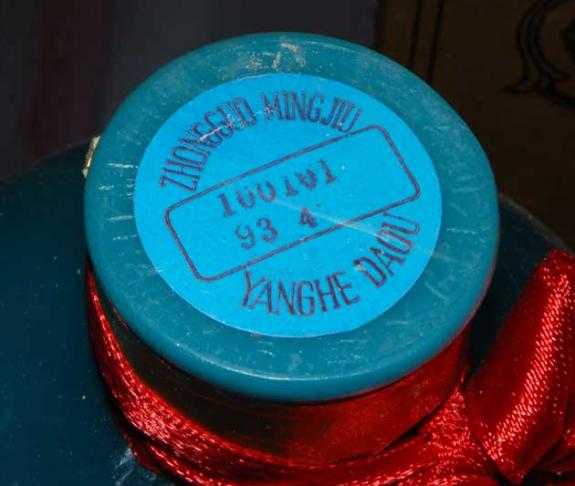 ZHONGGUO MINGJIU
100101
93 4
YANGHE DAQU